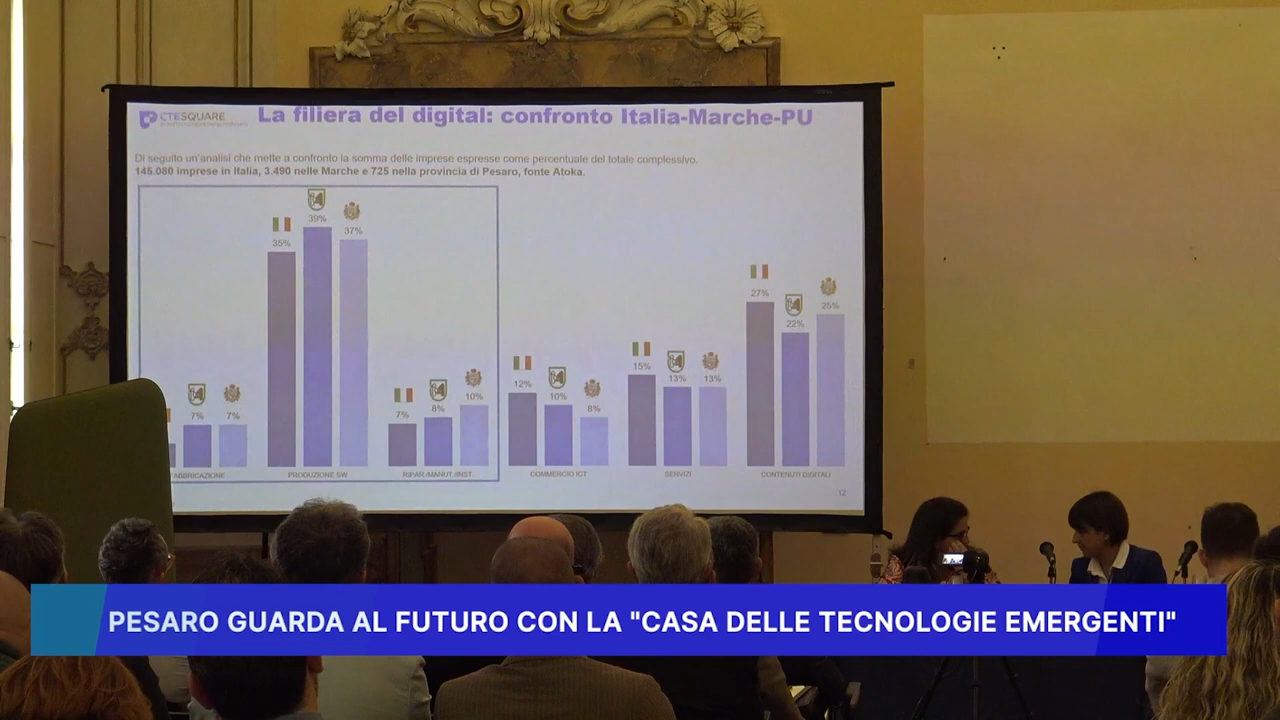 CTESQUARE
La filiera del digital: confronto Italia-Marche-PU
Di seguito un'analisi che mette a confronto la somma delle imprese espresse come percentuale del totale complessivo.
145.080 imprese in Italia, 3.490 nelle Marche e 725 nella provincia di Pesaro, fonte Atoka.
7% 7%
35% 39% 37%
7% 8% 10%
12% 10% 8%
15% 13% 13%
27% 22% 25%
FABBRICAZIONE
PRODUZIONE SW
RIPAR./MANUT./INST.
COMMERCIO ICT
SERVIZI
CONTENUTI DIGITALI
12
PESARO GUARDA AL FUTURO CON LA "CASA DELLE TECNOLOGIE EMERGENTI"